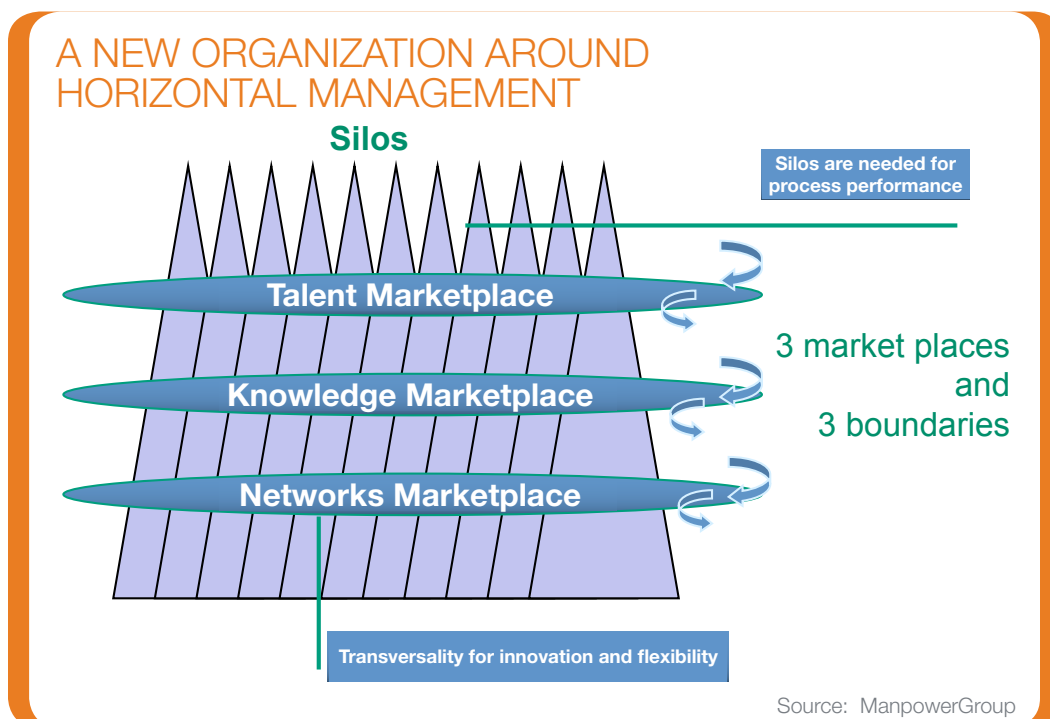 A NEW ORGANIZATION AROUND
HORIZONTAL MANAGEMENT
Silos
Silos are needed for
process performance
Talent Marketplace
Knowledge Marketplace
Networks Marketplace
3 market places
and
3 boundaries
Transversality for innovation and flexibility
Source: ManpowerGroup